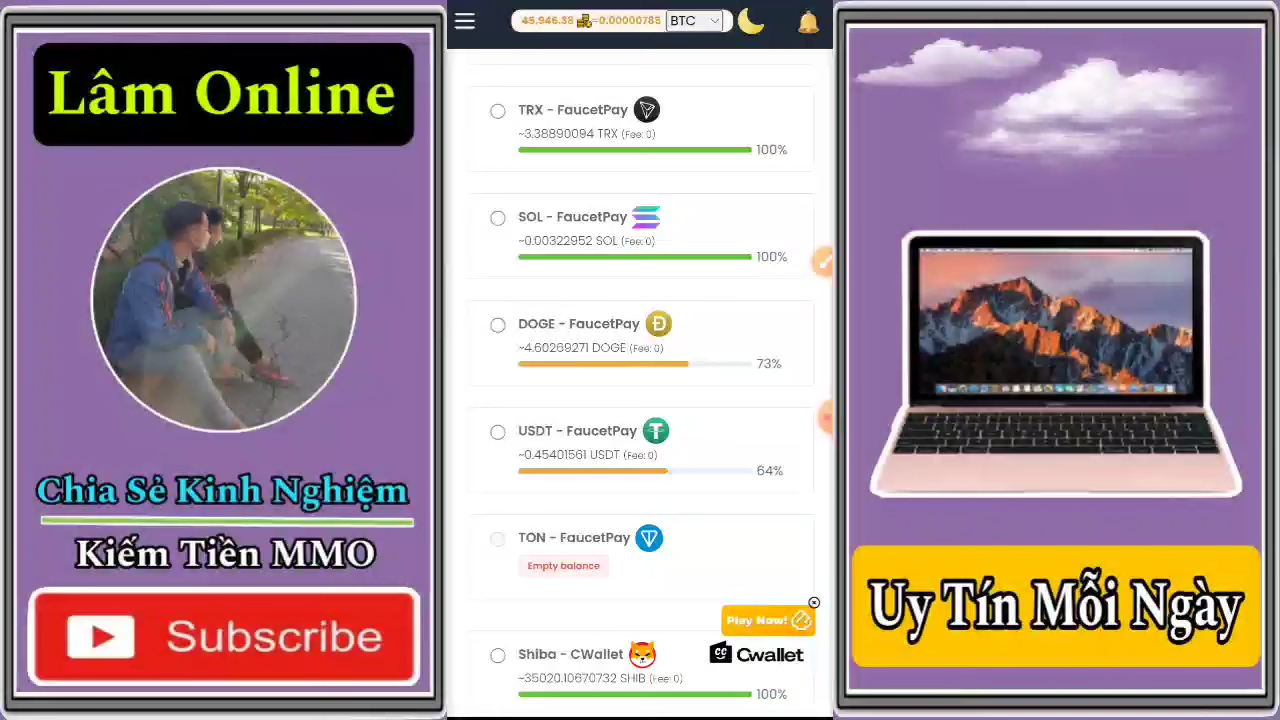 Lâm Online
Chia Sẻ Kinh Nghiệm
Kiếm Tiền MMO
Subscribe
45,946.38 =0.00000785 BTC
TRX - FaucetPay
~3.38890094 TRX (Fee: 0)
100%
SOL - FaucetPay
~0.00322952 SOL (Fee: 0)
100%
DOGE - FaucetPay
~4.60269271 DOGE (Fee: 0)
73%
USDT - FaucetPay
~0.45401561 USDT (Fee: 0)
64%
TON - FaucetPay
Empty balance
Play Now!
Shiba - CWallet
Cwallet
~35020.10670732 SHIB (Fee: 0)
100%
Uy Tín Mỗi Ngày